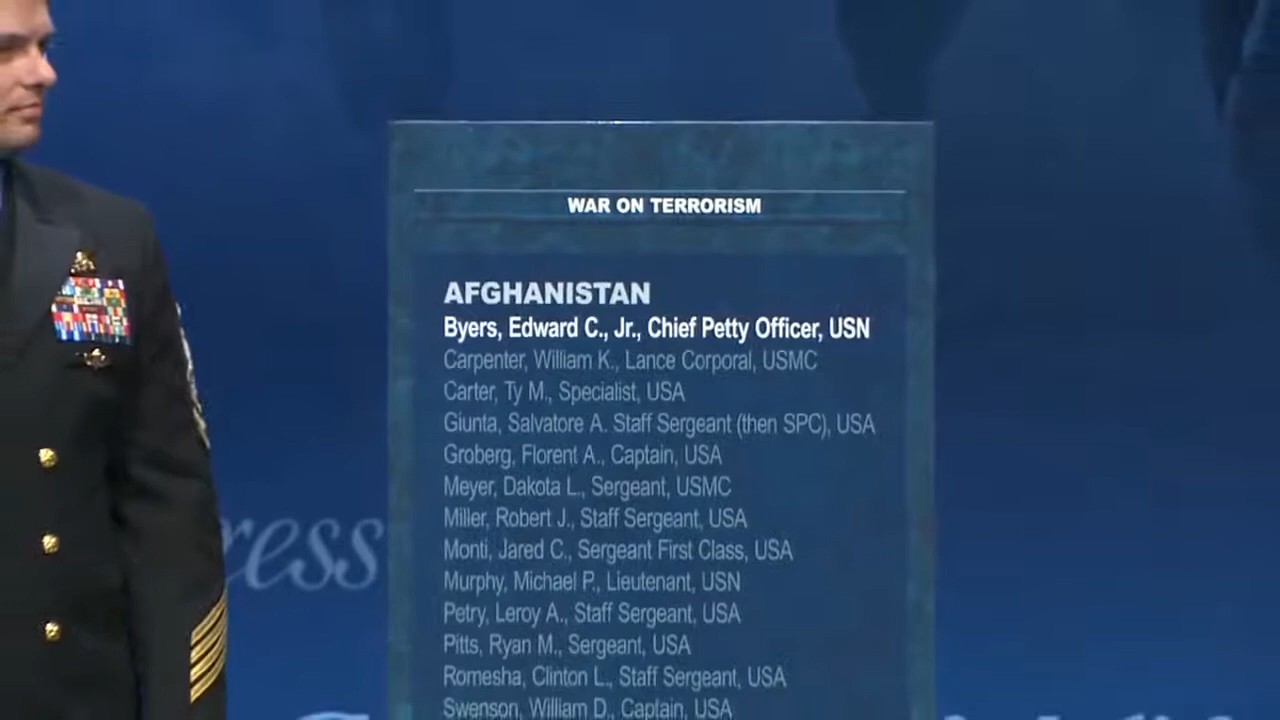 WAR ON TERRORISM
AFGHANISTAN
Byers, Edward C., Jr., Chief Petty Officer, USN
Carpenter, William K., Lance Corporal, USMC
Carter, Ty M., Specialist, USA
Giunta, Salvatore A. Staff Sergeant (then SPC), USA
Groberg, Florent A., Captain, USA
Meyer, Dakota L., Sergeant, USMC
Miller, Robert J., Staff Sergeant, USA
Monti, Jared C., Sergeant First Class, USA
ress
Murphy, Michael P., Lieutenant, USN
Petry, Leroy A., Staff Sergeant, USA
Pitts, Ryan M., Sergeant, USA
Romesha, Clinton L., Staff Sergeant, USA
Swenson, William D., Captain, USA